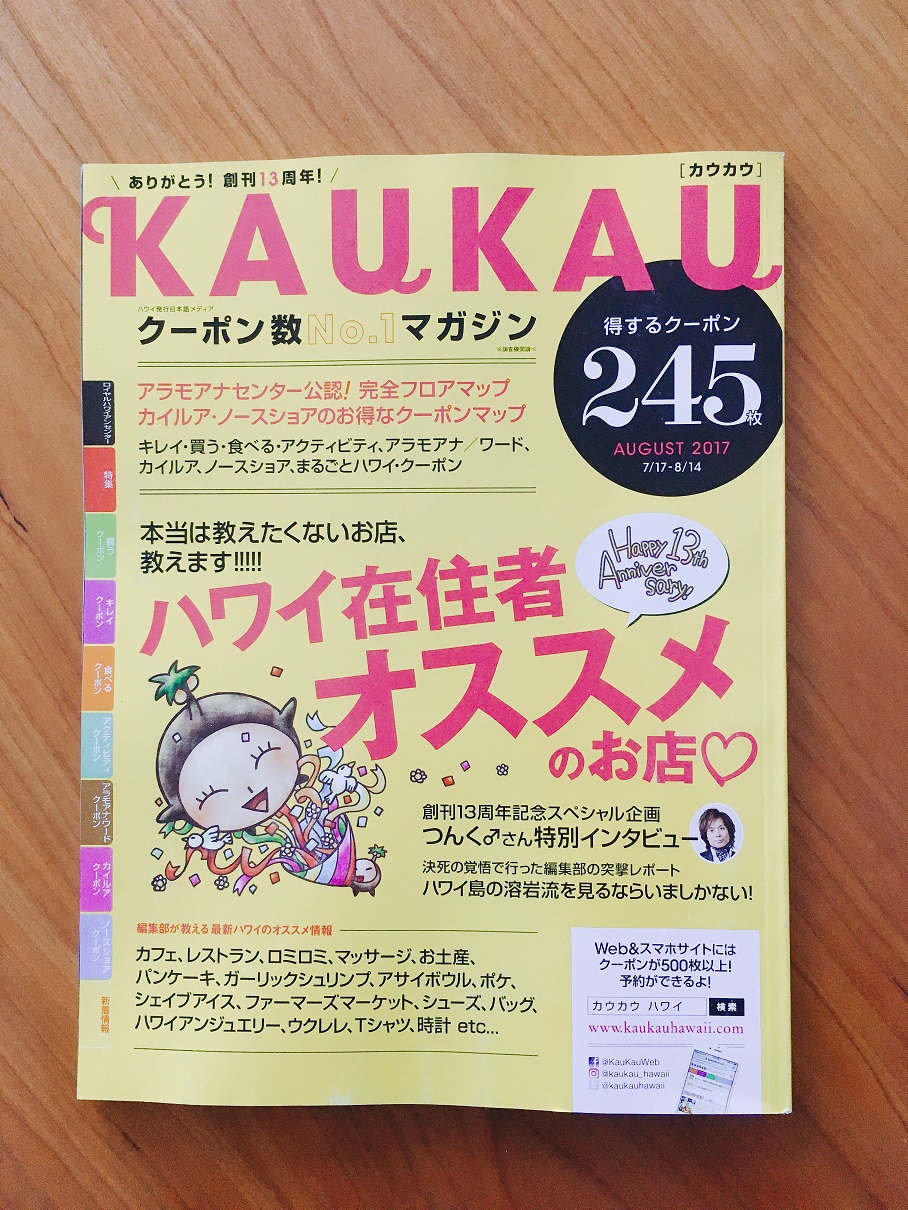 ありがとう! 創刊13周年!
[カウカウ]
KAUKAU
ハワイ発行日本語メディア
クーポン数No.1マガジン
※調査機関調べ
得するクーポン
245枚
AUGUST 2017
7/17-8/14
アラモアナセンター公認! 完全フロアマップ
カイルア・ノースショアのお得なクーポンマップ
キレイ・買う・食べる・アクティビティ、アラモアナ/ワード、
カイルア、ノースショア、まるごとハワイ・クーポン
本当は教えたくないお店、
教えます!!!!!
Happy 13th
Anniver
sary!
ハワイ在住者
オススメ
のお店♡
創刊13周年記念スペシャル企画
つんく♂さん特別インタビュー
決死の覚悟で行った編集部の突撃レポート
ハワイ島の溶岩流を見るならいましかない!
編集部が教える最新ハワイのオススメ情報
カフェ、レストラン、ロミロミ、マッサージ、お土産、
パンケーキ、ガーリックシュリンプ、アサイボウル、ポケ、
シェイブアイス、ファーマーズマーケット、シューズ、バッグ、
ハワイアンジュエリー、ウクレレ、Tシャツ、時計 etc...
Web&スマホサイトには
クーポンが500枚以上!
予約ができるよ!
カウカウ ハワイ 検索
www.kaukauhawaii.com
@KauKauWeb
@kaukau_hawaii
@kaukauhawaii
ロイヤルハワイアンセンター
特集
買う
クーポン
キレイ
クーポン
食べる
クーポン
アクティビティ
クーポン
アラモアナ/ワード
クーポン
カイルア
クーポン
ノースショア
クーポン
新着情報